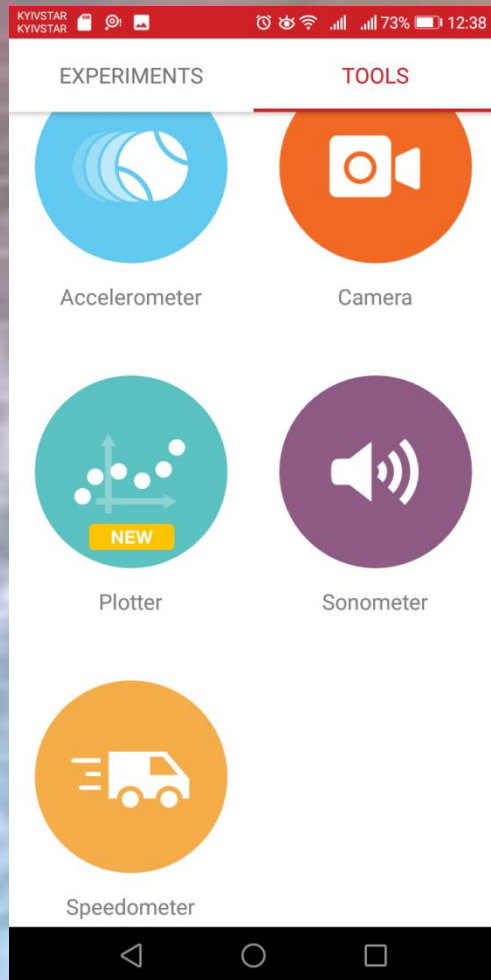 KYIVSTAR
KYIVSTAR
73% 12:38
EXPERIMENTS TOOLS
Accelerometer Camera
NEW
Plotter Sonometer
Speedometer